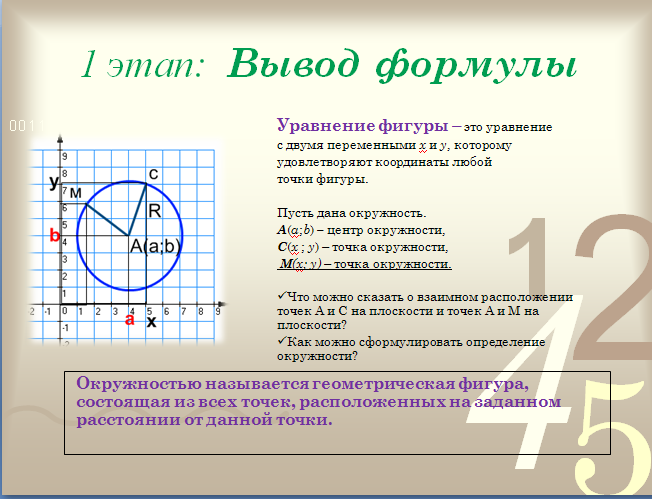 1 этап: Вывод формулы
001
Уравнение фигуры – это уравнение
с двумя переменными x и y, которому
удовлетворяют координаты любой
точки фигуры.
Пусть дана окружность.
A(a;b) – центр окружности,
C(x ; y) – точка окружности,
M(x; y) – точка окружности.
✓Что можно сказать о взаимном расположении
точек А и С на плоскости и точек А и М на
плоскости?
✓Как можно сформулировать определение
окружности?
9
8
y 7
6
5
b 4
3
2
1
0
-1
M
C
R
A(a;b)
2 -1 0 1 2 3 4 5 6 7 8 9
a x
12
4
5
Окружностью называется геометрическая фигура,
состоящая из всех точек, расположенных на заданном
расстоянии от данной точки.